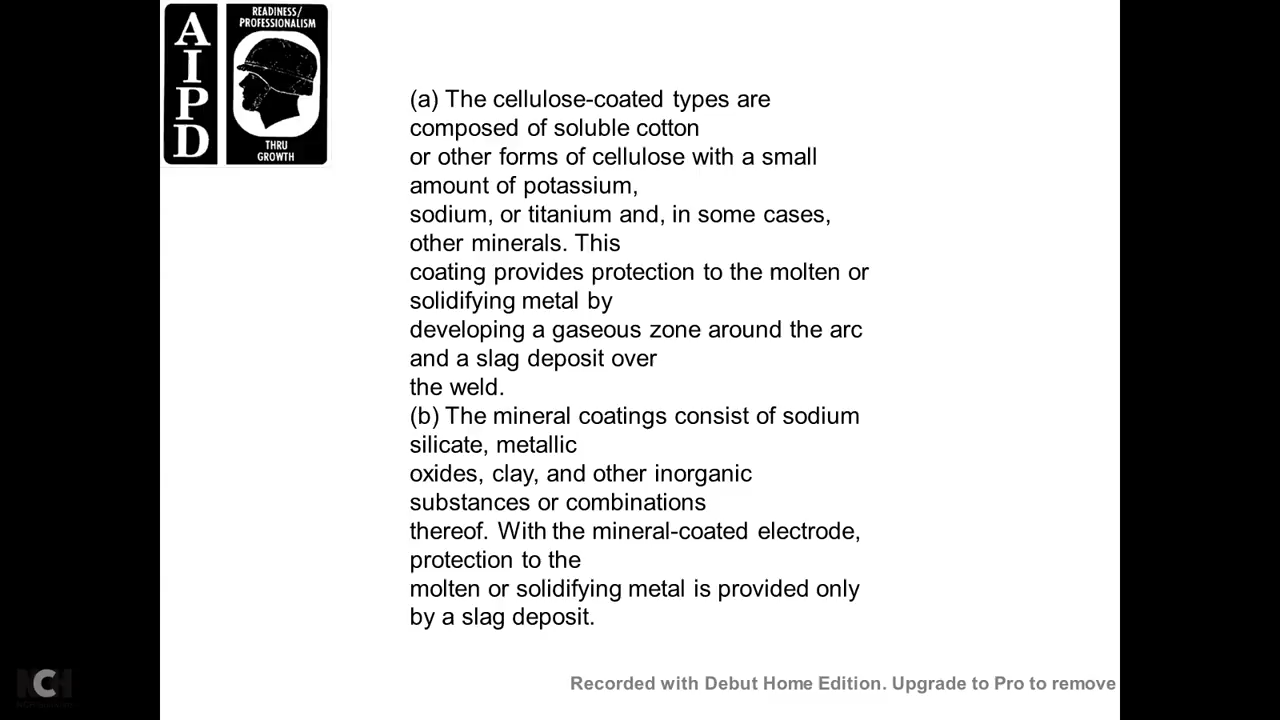 A
I
P
D
READINESS/
PROFESSIONALISM
THRU
GROWTH
(a) The cellulose-coated types are
composed of soluble cotton
or other forms of cellulose with a small
amount of potassium,
sodium, or titanium and, in some cases,
other minerals. This
coating provides protection to the molten or
solidifying metal by
developing a gaseous zone around the arc
and a slag deposit over
the weld.
(b) The mineral coatings consist of sodium
silicate, metallic
oxides, clay, and other inorganic
substances or combinations
thereof. With the mineral-coated electrode,
protection to the
molten or solidifying metal is provided only
by a slag deposit.
NCH
Recorded with Debut Home Edition. Upgrade to Pro to remove